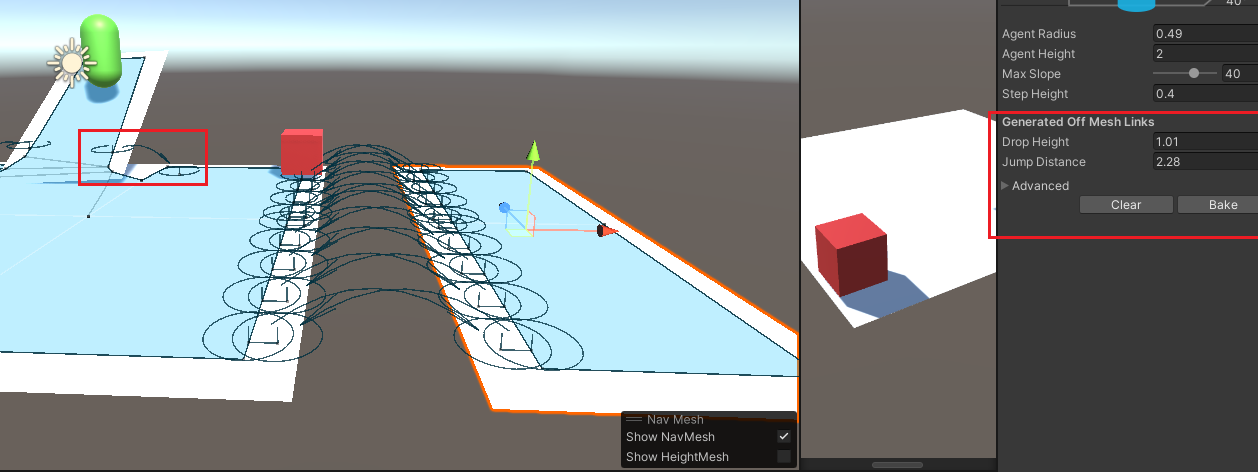 40
Agent Radius 0.49
Agent Height 2
Max Slope 40
Step Height 0.4
Generated Off Mesh Links
Drop Height 1.01
Jump Distance 2.28
Advanced
Clear Bake
Nav Mesh
Show NavMesh
Show HeightMesh